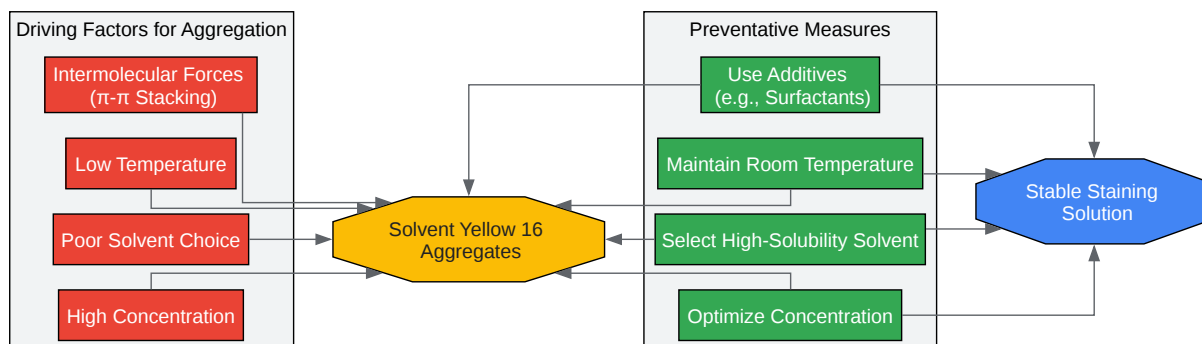 Driving Factors for Aggregation
Intermolecular Forces
(π-π Stacking)
Low Temperature
Poor Solvent Choice
High Concentration
Solvent Yellow 16
Aggregates
Preventative Measures
Use Additives
(e.g., Surfactants)
Maintain Room Temperature
Select High-Solubility Solvent
Optimize Concentration
Stable Staining
Solution